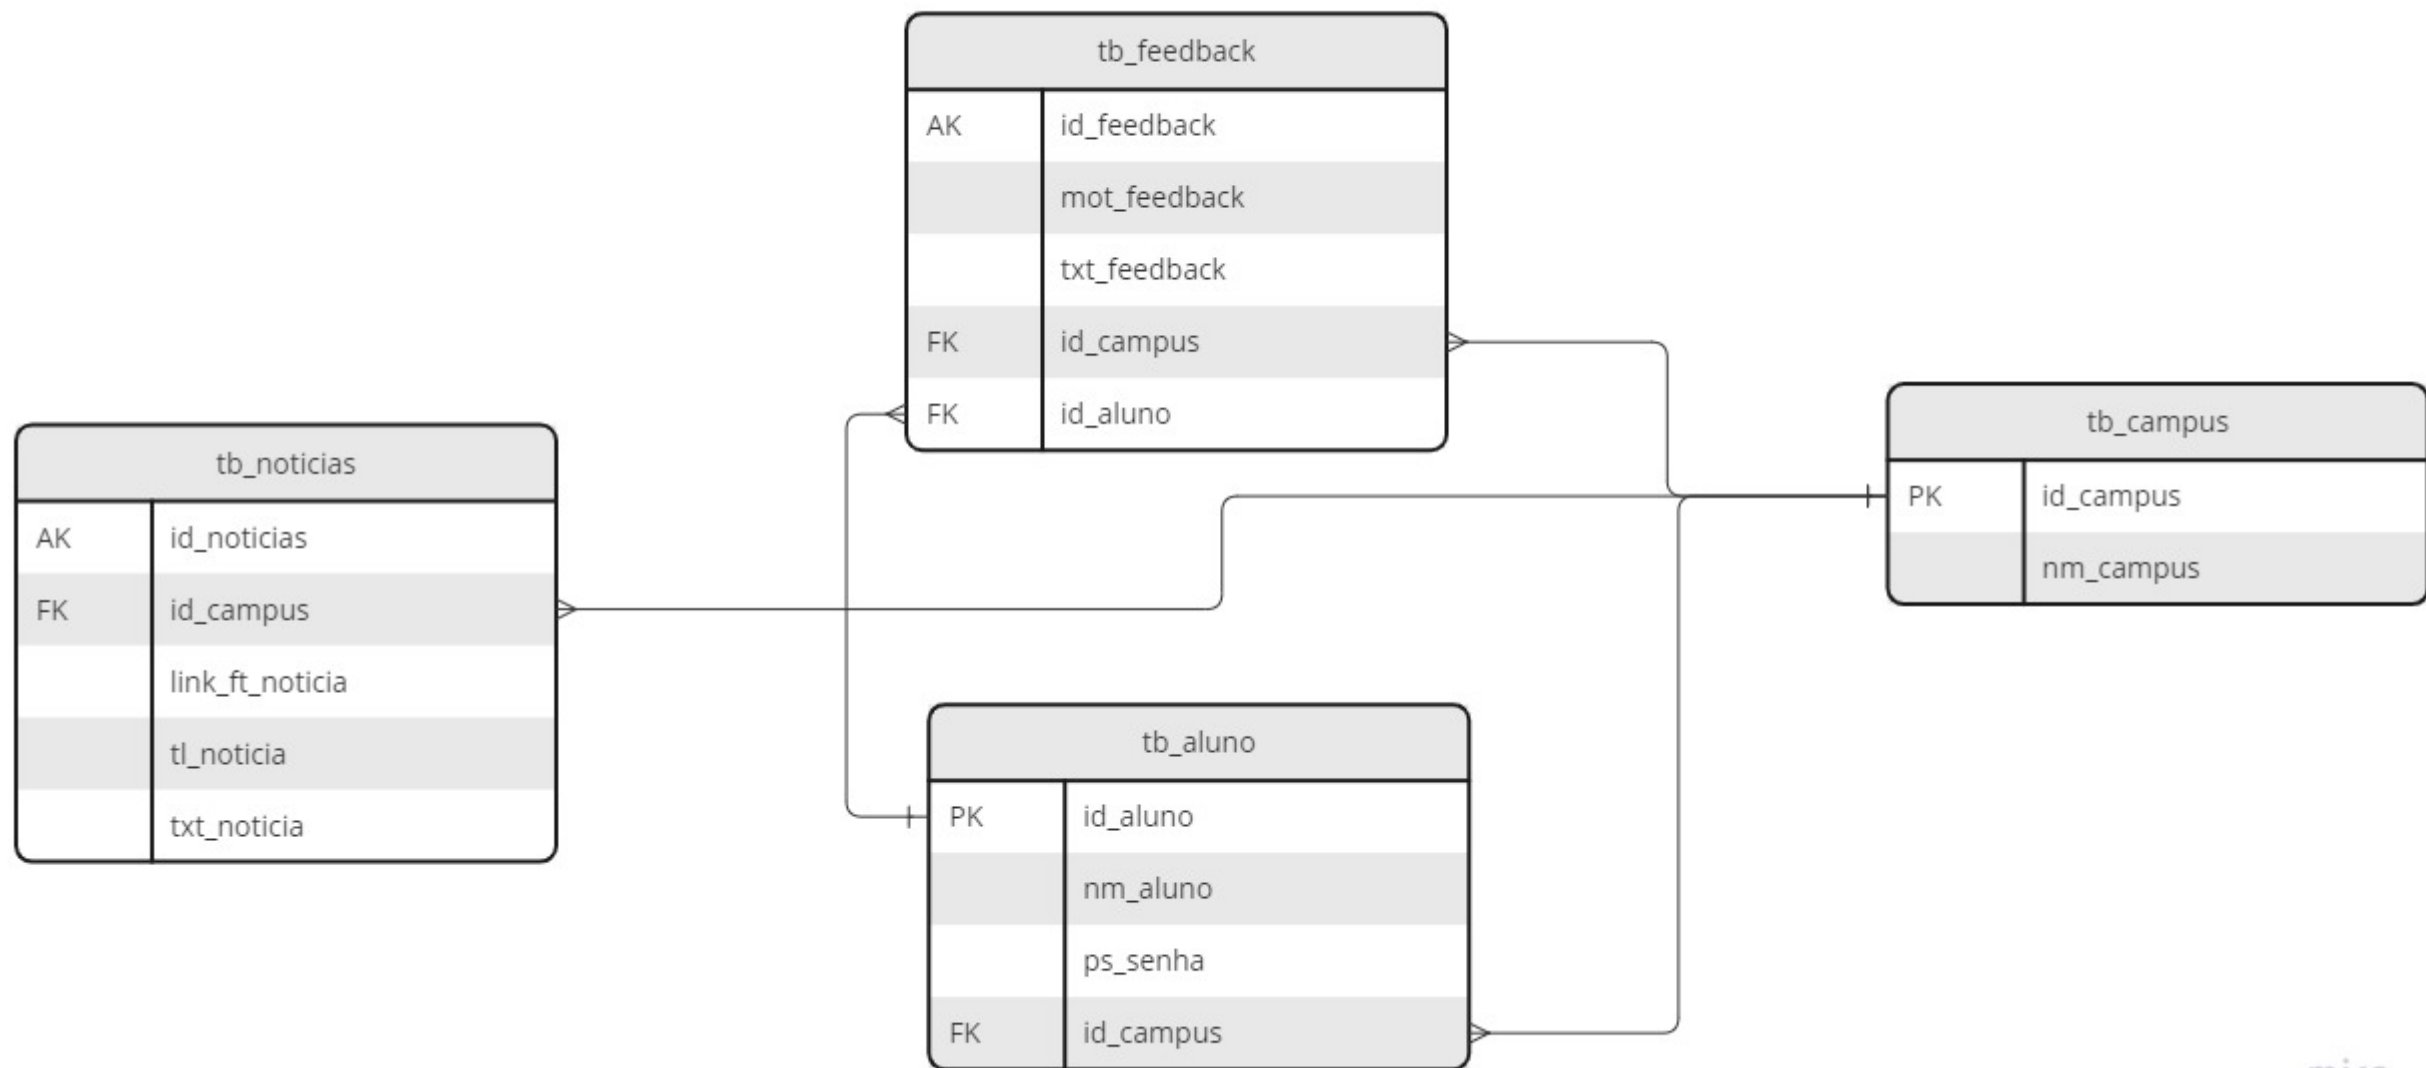 tb_feedback
AK id_feedback
mot_feedback
txt_feedback
FK id_campus
FK id_aluno
tb_noticias
AK id_noticias
FK id_campus
link_ft_noticia
tl_noticia
txt_noticia
tb_campus
PK id_campus
nm_campus
tb_aluno
PK id_aluno
nm_aluno
ps_senha
FK id_campus